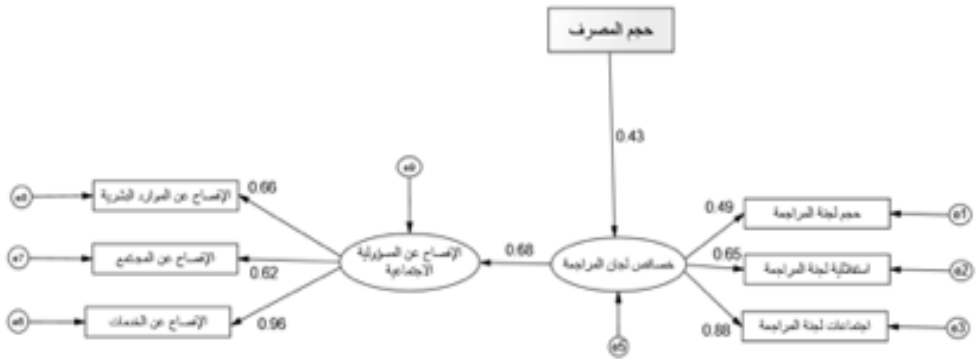 حجم المصرف
0.43
e9
0.66
الإفصاح عن الموارد البشرية
e8
0.49
حجم لجنة المراجعة
e1
الإفصاح عن المسؤولية
الاجتماعية
0.68
خصائص لجان المراجعة
0.65
استقلالية لجنة المراجعة
e2
الإفصاح عن المجتمع
e7
0.62
0.88
اجتماعات لجنة المراجعة
e3
0.96
الإفصاح عن الخدمات
e6
e5